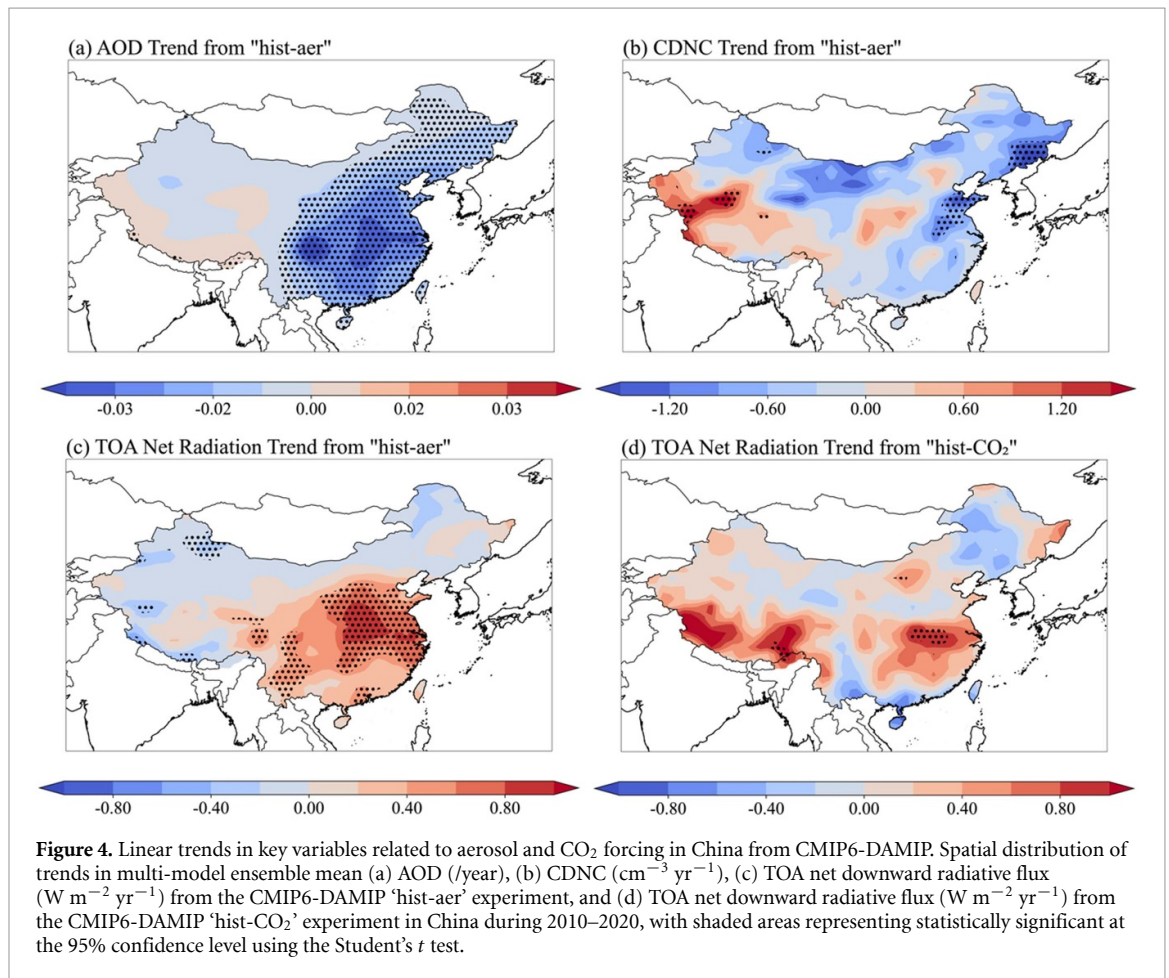 (a) AOD Trend from "hist-aer"
(b) CDNC Trend from "hist-aer"
-0.03 -0.02 0.00 0.02 0.03
-1.20 -0.60 0.00 0.60 1.20
(c) TOA Net Radiation Trend from "hist-aer"
(d) TOA Net Radiation Trend from "hist-CO₂"
-0.80 -0.40 0.00 0.40 0.80
-0.80 -0.40 0.00 0.40 0.80
Figure 4. Linear trends in key variables related to aerosol and CO₂ forcing in China from CMIP6-DAMIP. Spatial distribution of
trends in multi-model ensemble mean (a) AOD (/year), (b) CDNC (cm⁻³ yr⁻¹), (c) TOA net downward radiative flux
(W m⁻² yr⁻¹) from the CMIP6-DAMIP ‘hist-aer’ experiment, and (d) TOA net downward radiative flux (W m⁻² yr⁻¹) from
the CMIP6-DAMIP ‘hist-CO₂’ experiment in China during 2010–2020, with shaded areas representing statistically significant at
the 95% confidence level using the Student’s t test.